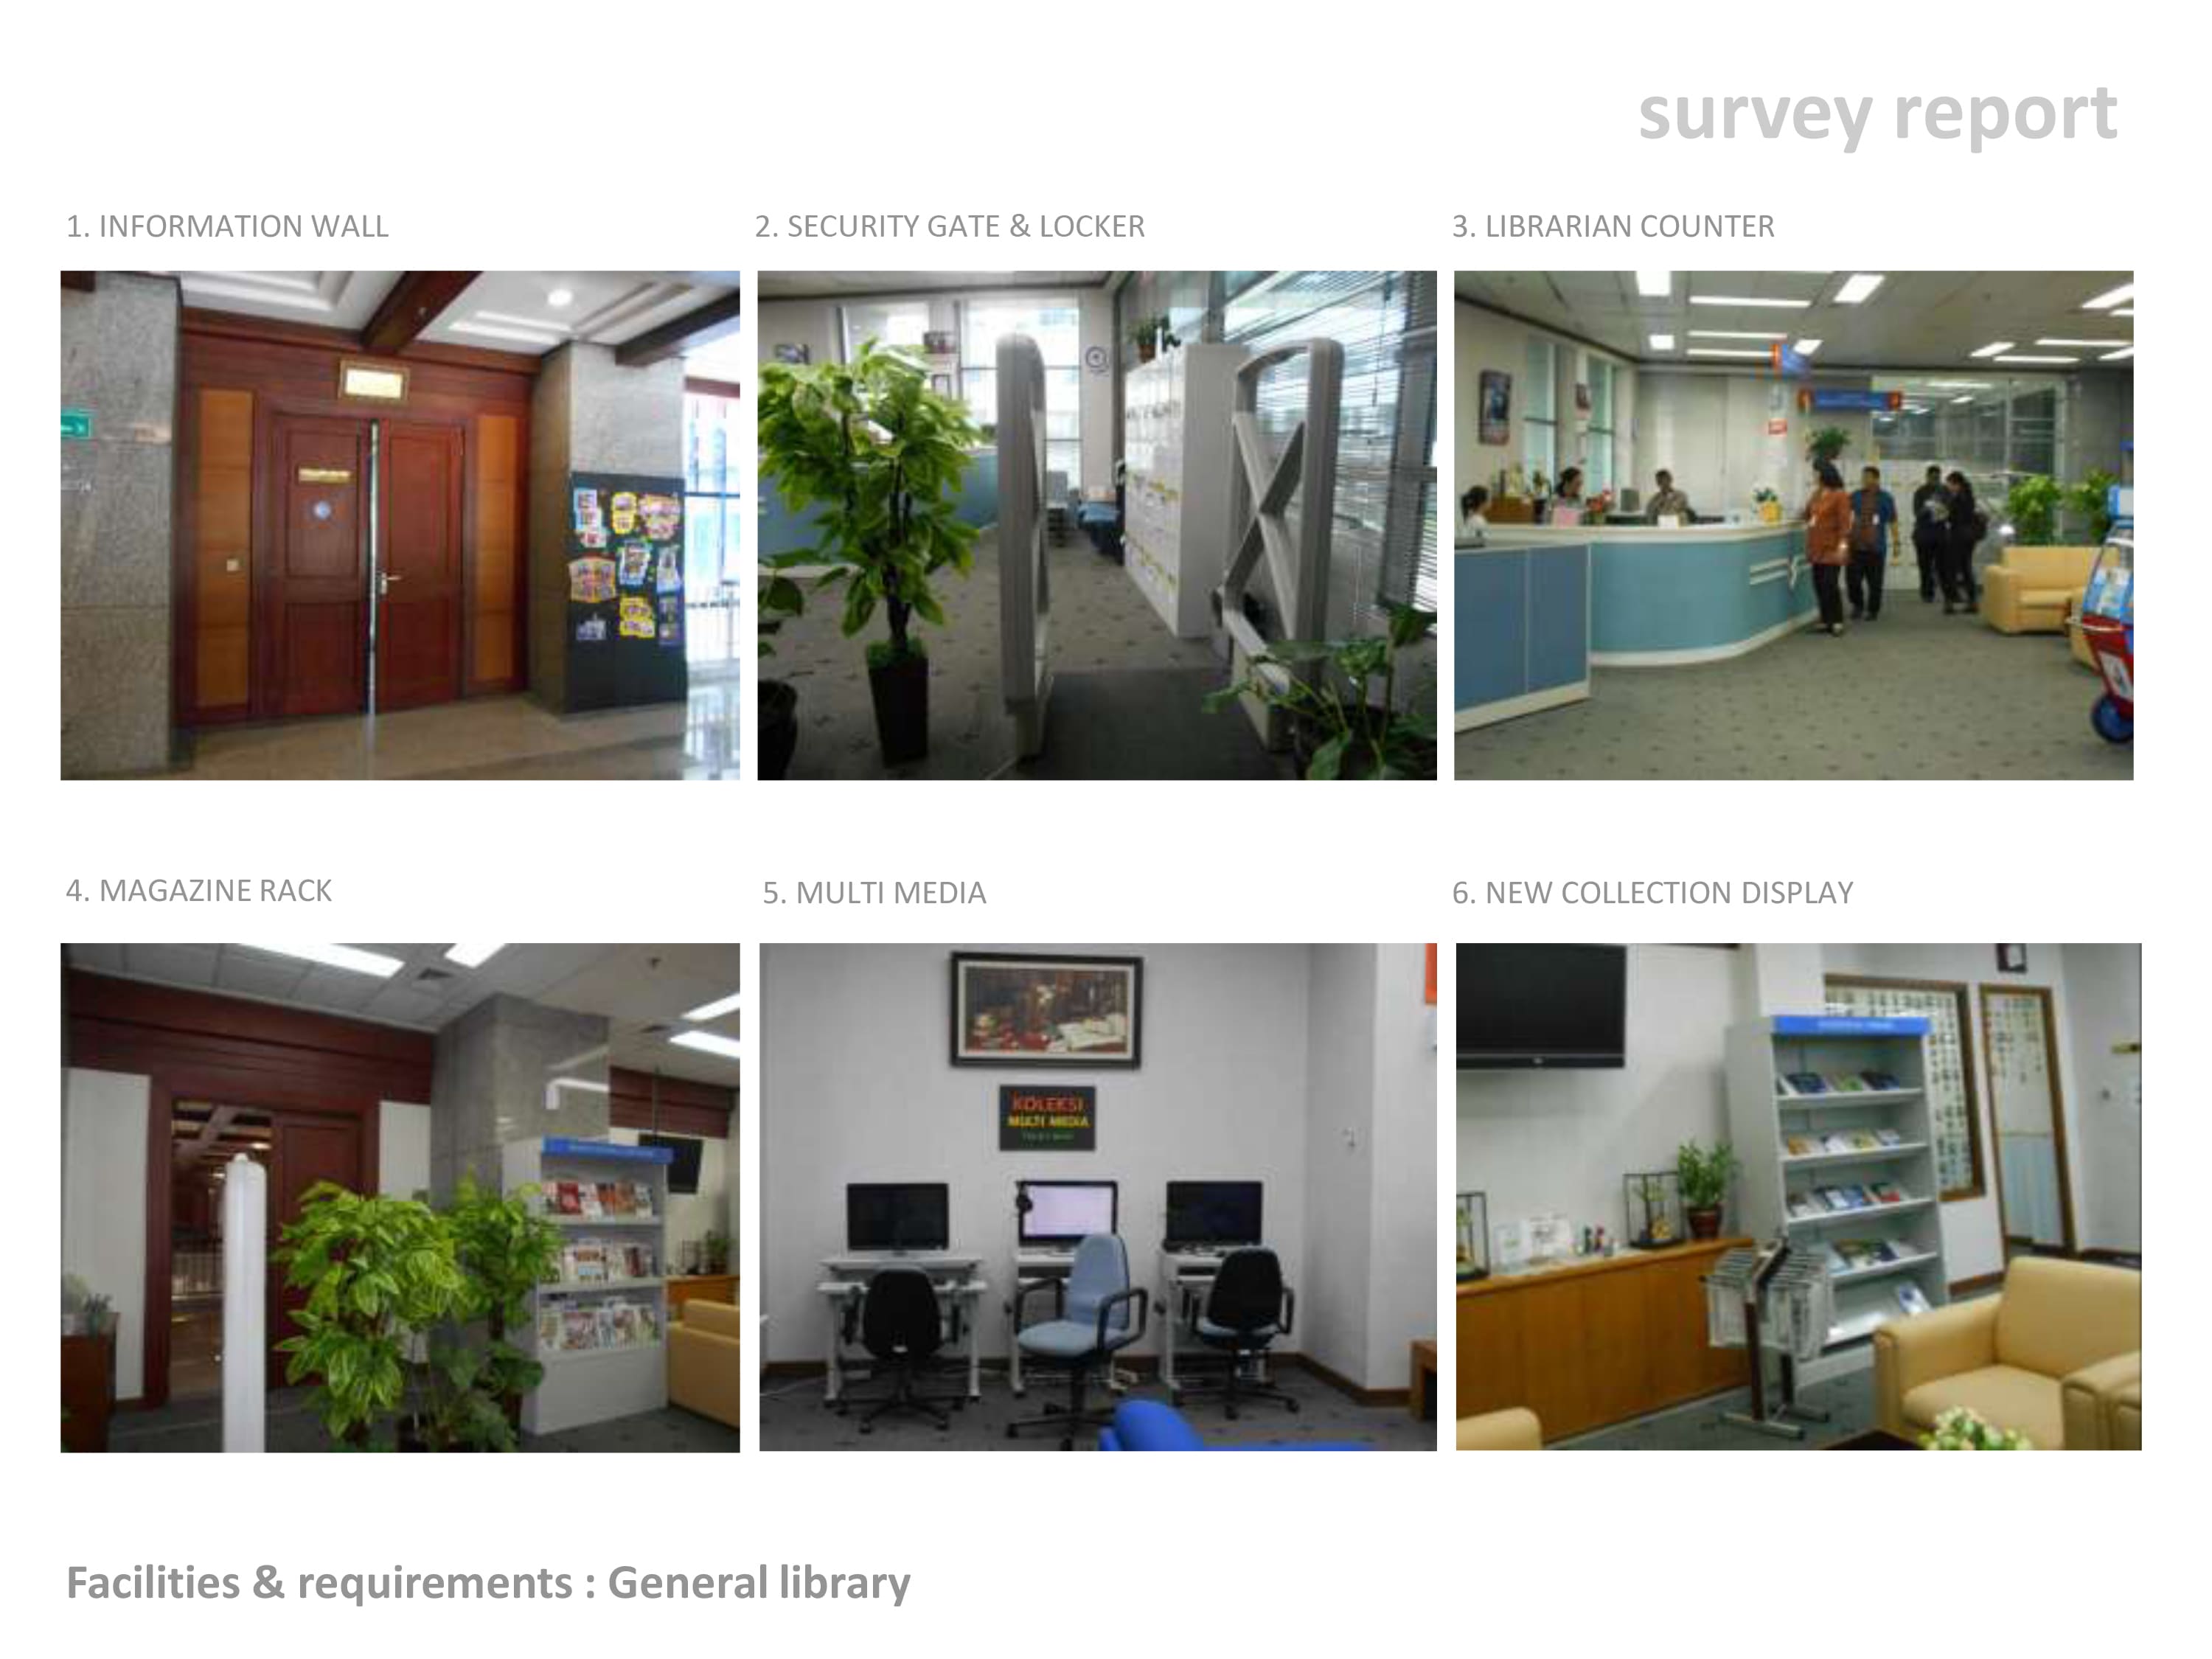 survey report
1. INFORMATION WALL
2. SECURITY GATE & LOCKER
3. LIBRARIAN COUNTER
4. MAGAZINE RACK
5. MULTI MEDIA
6. NEW COLLECTION DISPLAY
KOLEKSI
MULTI MEDIA
Facilities & requirements : General library